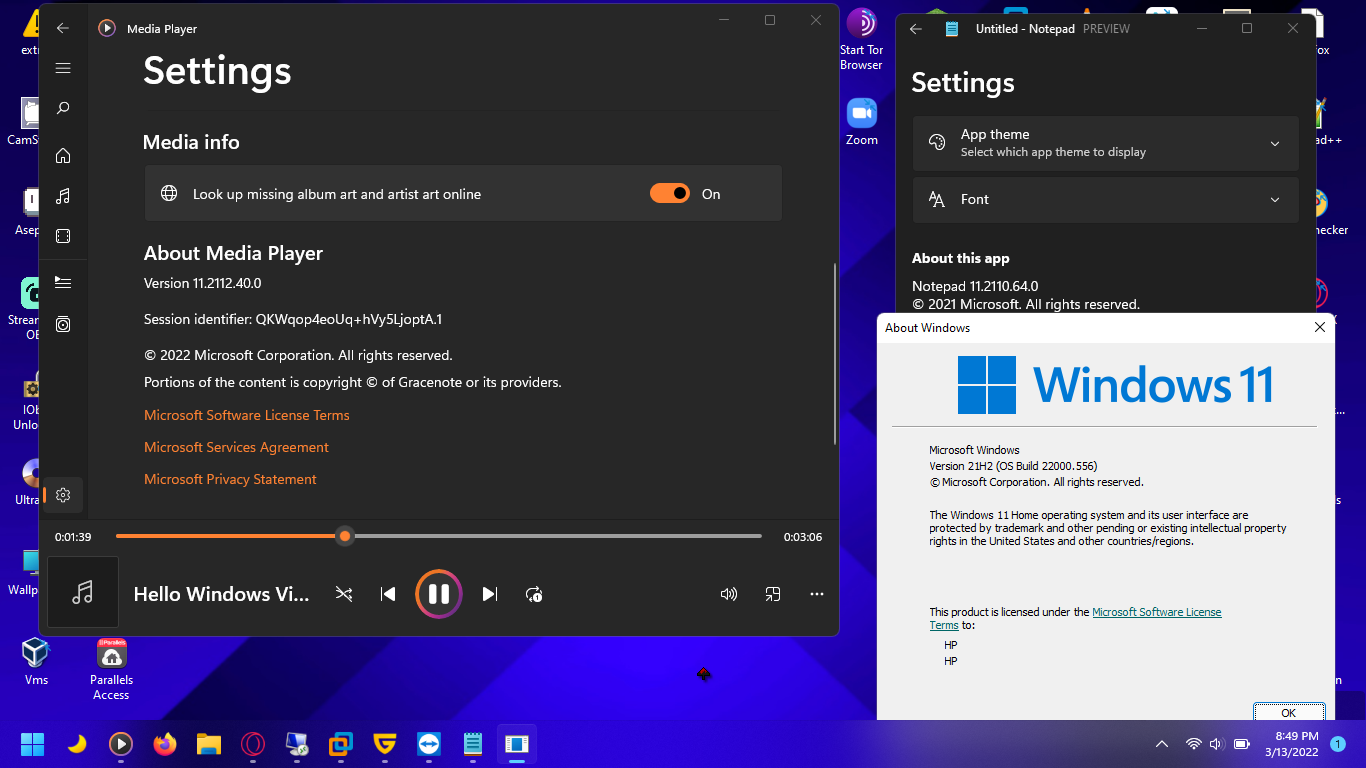 Media Player
Settings
Media info
Look up missing album art and artist art online
On
About Media Player
Version 11.2112.40.0
Session identifier: QKWqop4eoUq+hVy5LjoptA.1
© 2022 Microsoft Corporation. All rights reserved.
Portions of the content is copyright © of Gracenote or its providers.
Microsoft Software License Terms
Microsoft Services Agreement
Microsoft Privacy Statement
0:01:39
0:03:06
Hello Windows Vi...
Start Tor
Browser
Zoom
Untitled - Notepad PREVIEW
Settings
App theme
Select which app theme to display
Font
About this app
Notepad 11.2110.64.0
© 2021 Microsoft. All rights reserved.
About Windows
Windows 11
Microsoft Windows
Version 21H2 (OS Build 22000.556)
© Microsoft Corporation. All rights reserved.
The Windows 11 Home operating system and its user interface are
protected by trademark and other pending or existing intellectual property
rights in the United States and other countries/regions.
This product is licensed under the Microsoft Software License
Terms to:
HP
HP
OK
extr
CamSt
Asep
Stream
OB
IOb
Unloc
Ultra
Wallp
Vms
Parallels
Parallels
Access
8:49 PM
3/13/2022
1